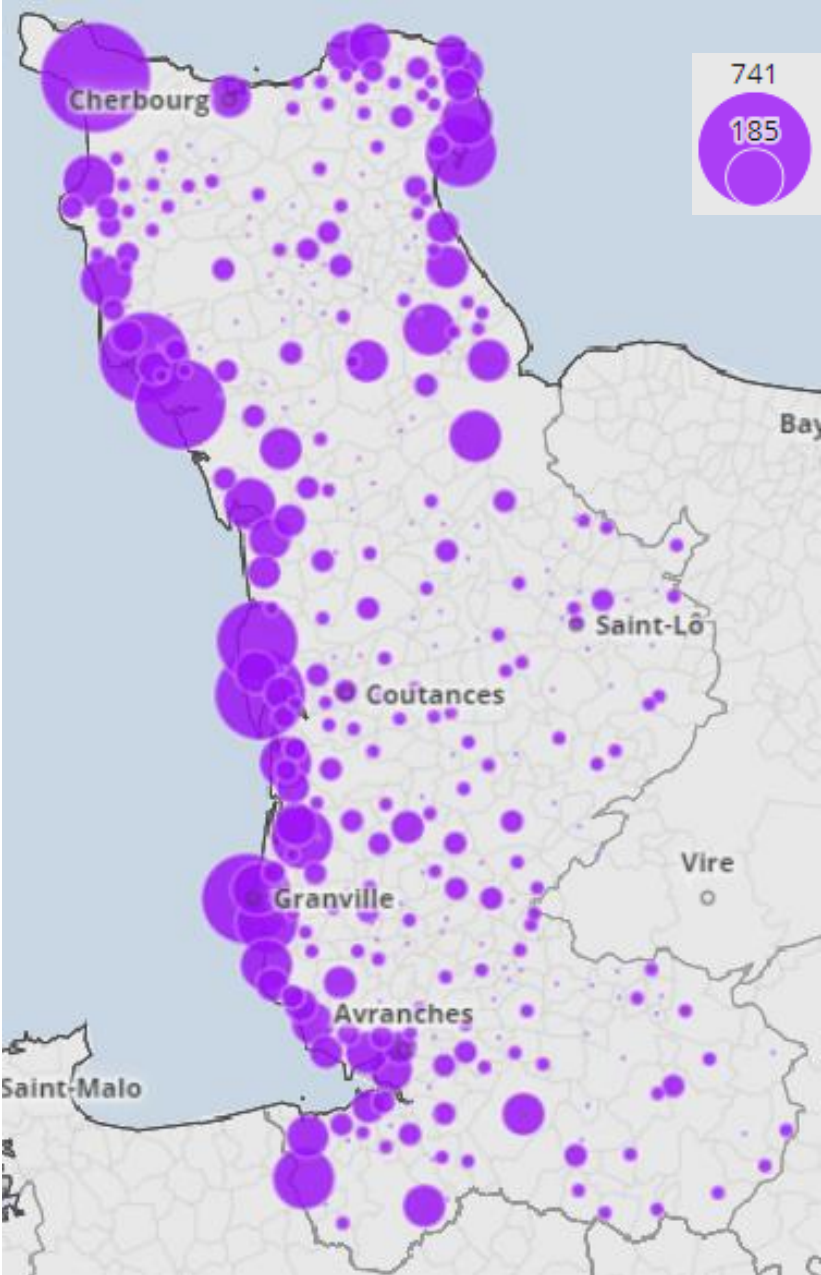 741
185
Cherbourg
Bay
Saint-Lô
Coutances
Vire
Granville
Avranches
Saint-Malo